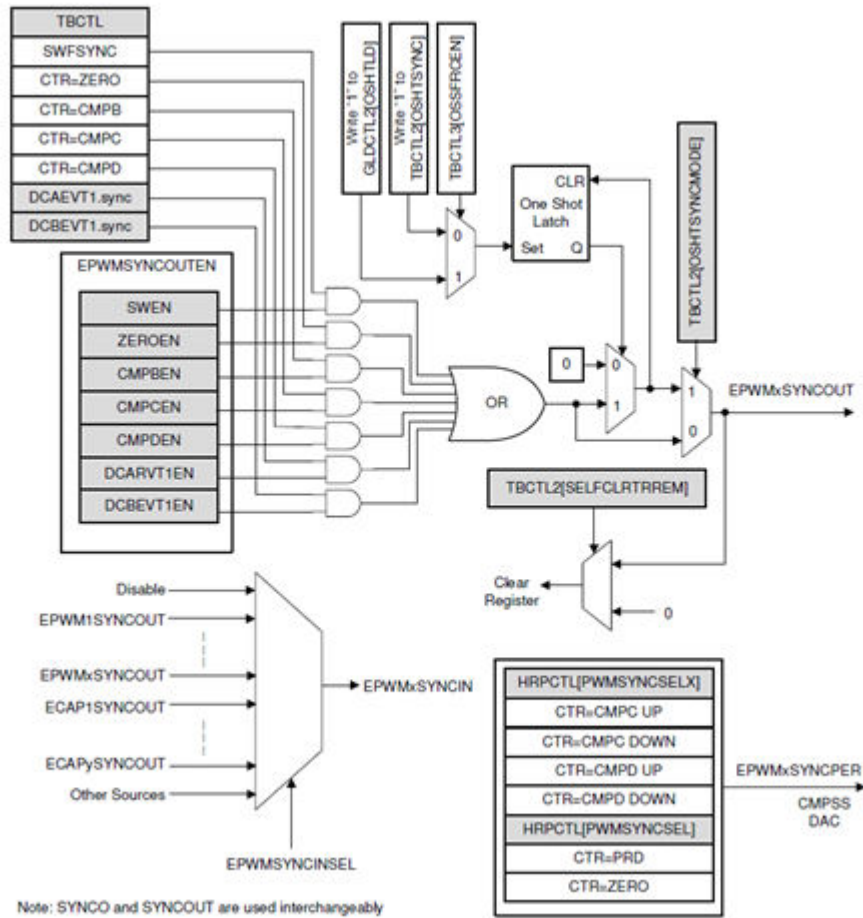 TBCTL
SWFSYNC
CTR=ZERO
CTR=CMPB
CTR=CMPC
CTR=CMPD
DCAEVT1.sync
DCBEVT1.sync
EPWMSYNCOUTEN
SWEN
ZEROEN
CMPBEN
CMPCEN
CMPDEN
DCARVT1EN
DCBEVT1EN
Write "1" to
GLDCTL2[OSHTLD]
Write "1" to
TBCTL2[OSHTSYNC]
TBCTL3[OSSFRCEN]
0
1
CLR
One Shot
Latch
Set Q
TBCTL2[OSHTSYNCMODE]
OR
0
0
1
1
0
EPWMxSYNCOUT
TBCTL2[SELFCLRTRREM]
Clear
Register
0
Disable
EPWM1SYNCOUT
EPWMxSYNCOUT
ECAP1SYNCOUT
ECAPySYNCOUT
Other Sources
EPWMxSYNCIN
EPWMSYNCINSEL
HRPCTL[PWMSYNCSELX]
CTR=CMPC UP
CTR=CMPC DOWN
CTR=CMPD UP
CTR=CMPD DOWN
HRPCTL[PWMSYNCSEL]
CTR=PRD
CTR=ZERO
EPWMxSYNCPER
CMPSS
DAC
Note: SYNCO and SYNCOUT are used interchangeably